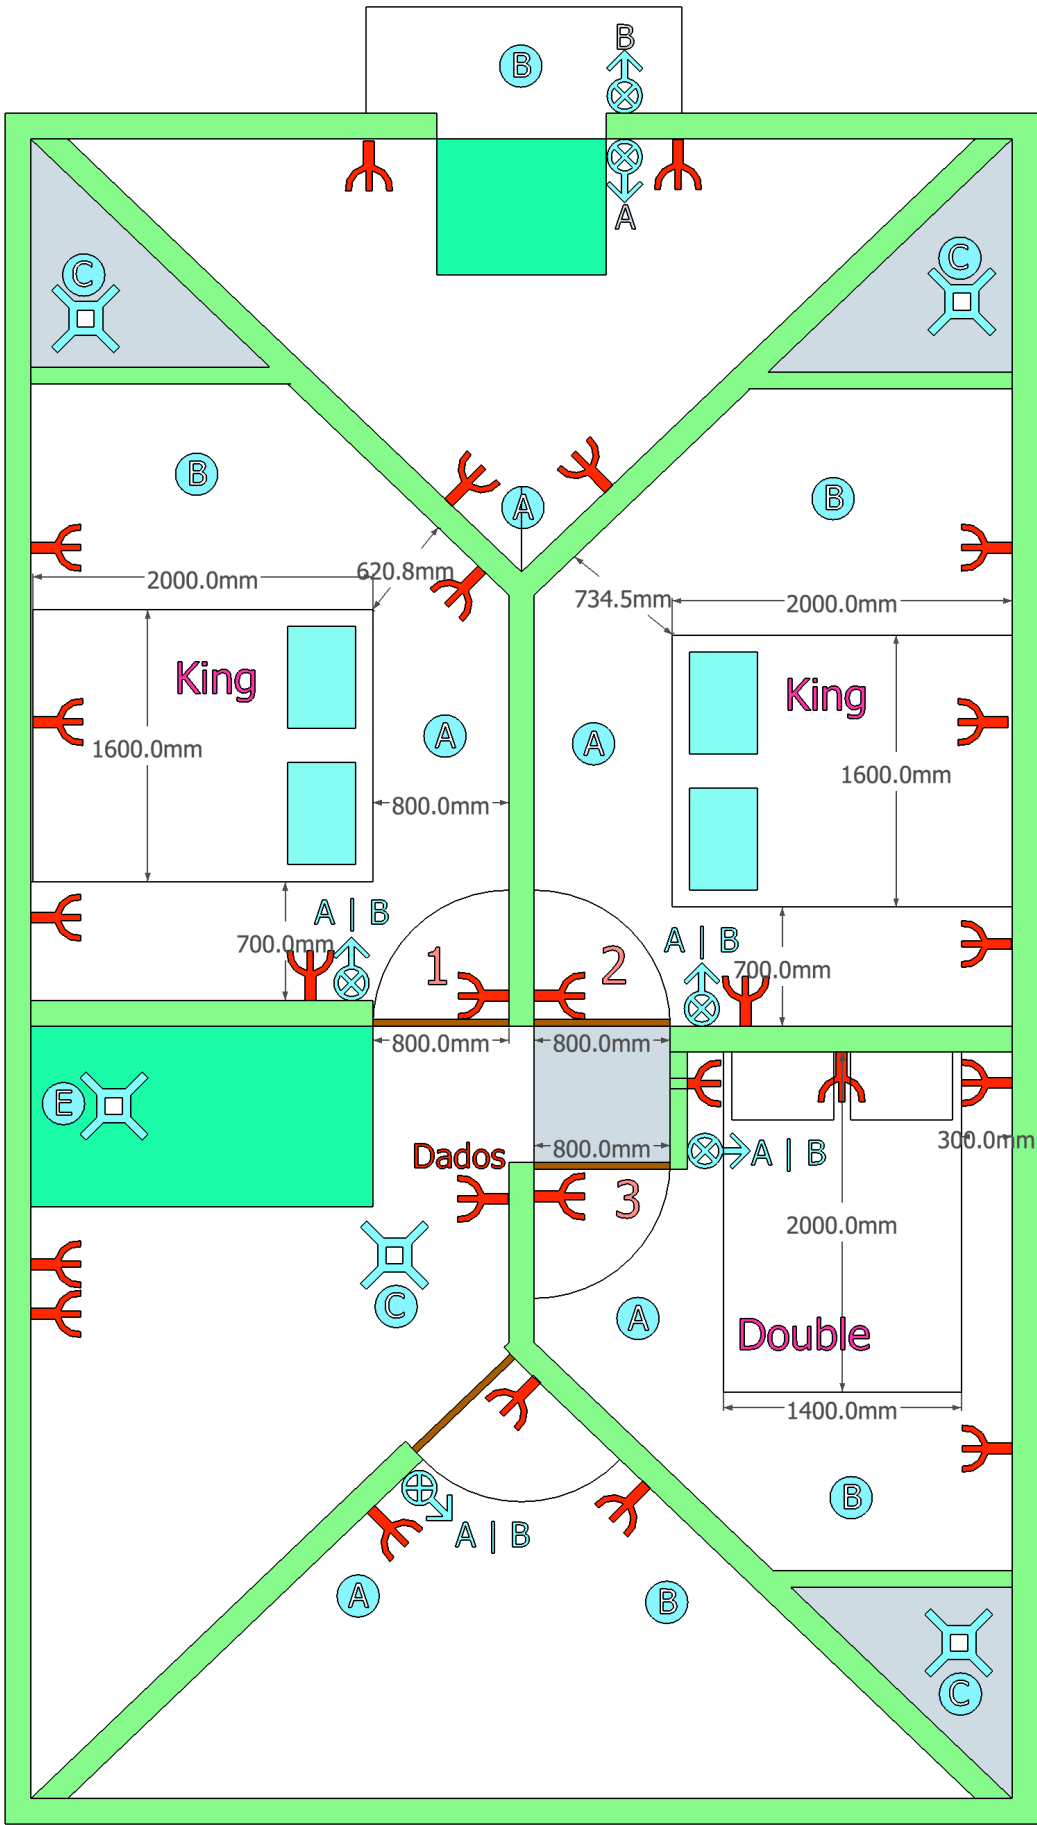 B
B
A
C
C
B
B
A
620.8mm
2000.0mm
734.5mm
2000.0mm
King
King
A
A
1600.0mm
1600.0mm
800.0mm
A | B
A | B
700.0mm
1
2
700.0mm
800.0mm
800.0mm
E
300.0mm
Dados
800.0mm
A | B
3
2000.0mm
C
A
Double
1400.0mm
B
A | B
A
B
C